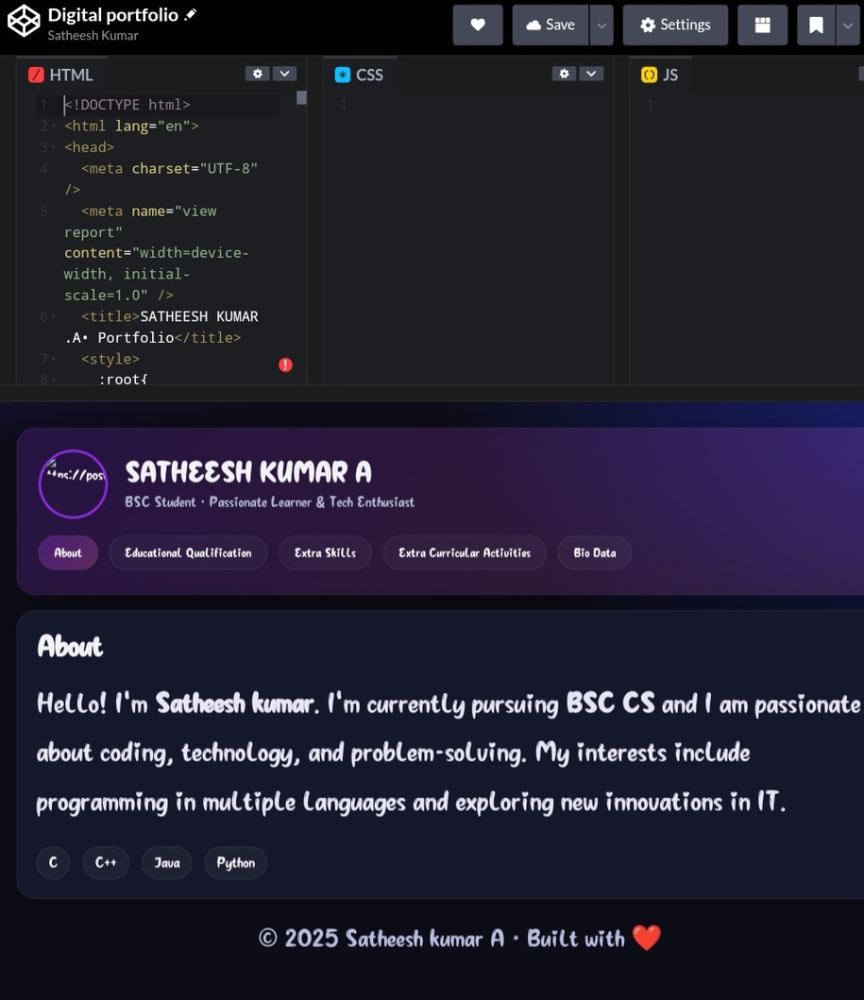 Digital portfolio
Satheesh Kumar
Save
Settings
HTML
CSS
JS
1 <!DOCTYPE html>
2 <html lang="en">
3 <head>
4 <meta charset="UTF-8"
/>
5 <meta name="view
report"
content="width=device-
width, initial-
scale=1.0" />
6 <title>SATHEESH KUMAR
.A• Portfolio</title>
7 <style>
8 :root{
1
1
SATHEESH KUMAR A
BSC Student · Passionate Learner & Tech Enthusiast
About
Educational Qualification
Extra Skills
Extra Curricular Activities
Bio Data
About
Hello! I'm Satheesh kumar. I'm currently pursuing BSC CS and I am passionate
about coding, technology, and problem-solving. My interests include
programming in multiple languages and exploring new innovations in IT.
C
C++
Java
Python
© 2025 Satheesh kumar A · Built with ❤️